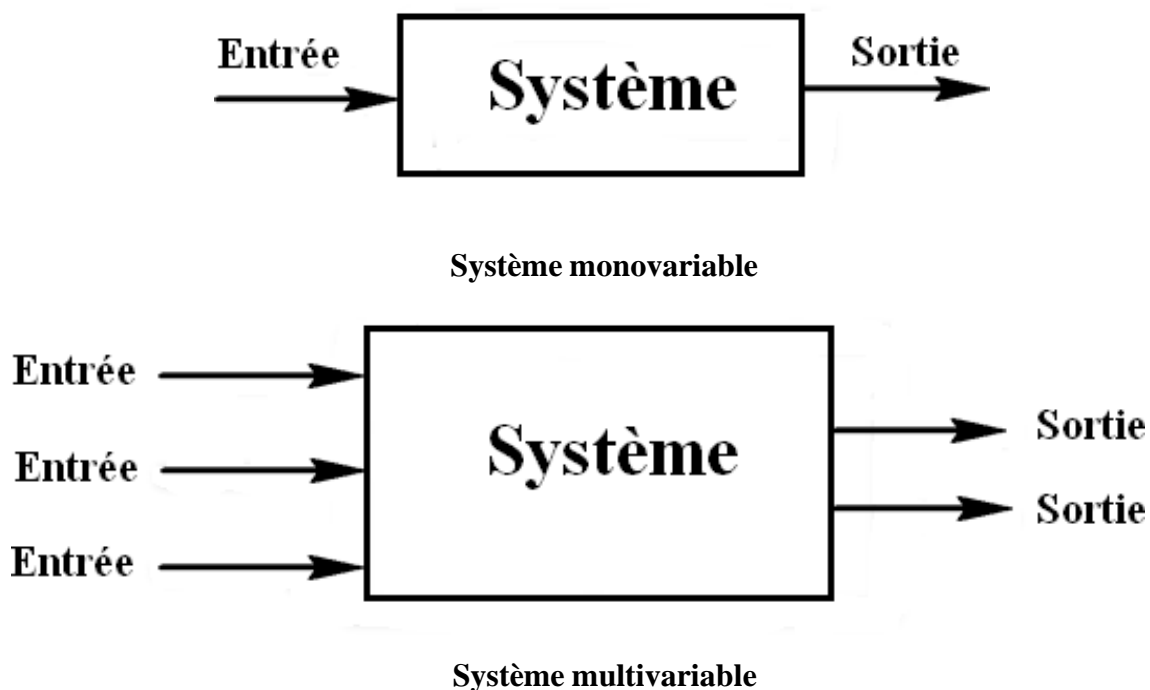 Entrée
Système
Sortie
Système monovariable
Entrée
Entrée
Entrée
Système
Sortie
Sortie
Système multivariable